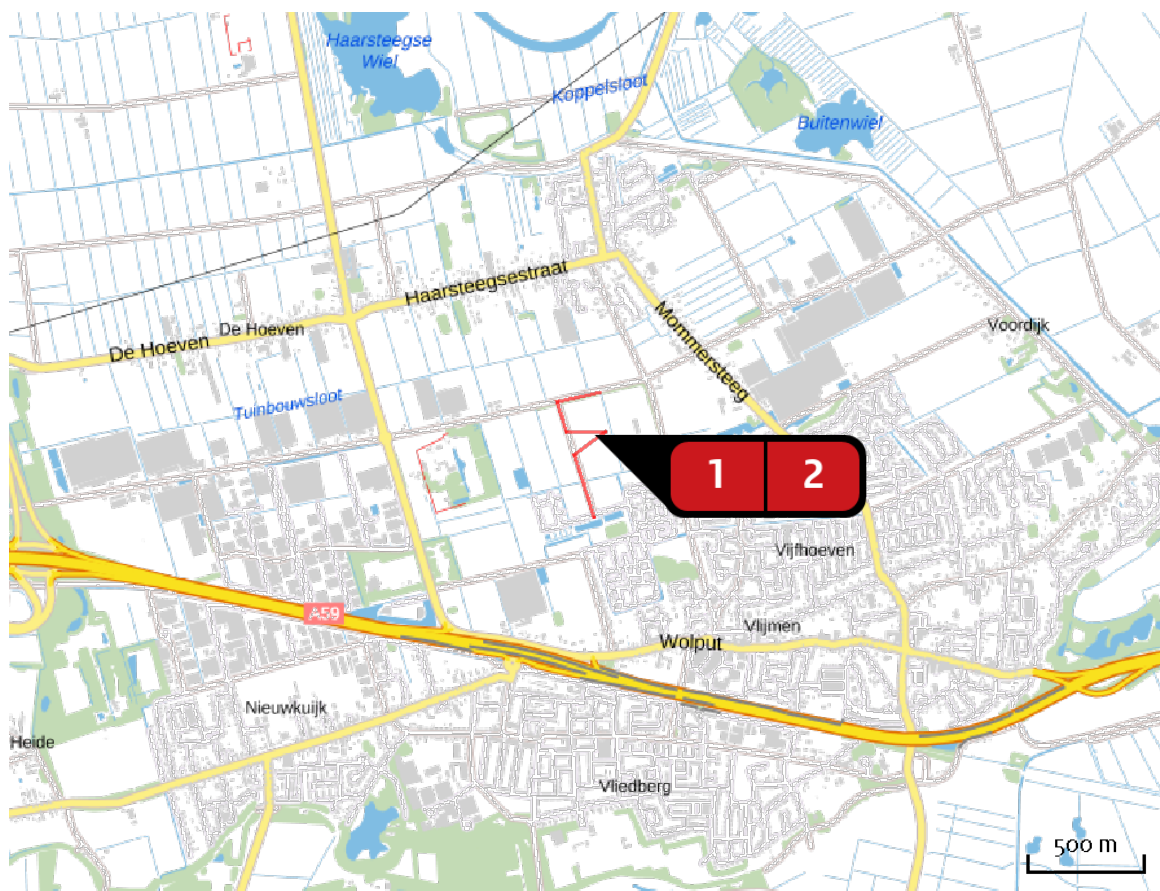 Haarsteegse
Wiel
Koppelsloot
Buitenwiel
Haarsteegsestraat
De Hoeven
De Hoeven
Mommersteeg
Voordijk
Tuinbouwsloot
1
2
Vijfhoeven
A59
Vlijmen
Wolput
Nieuwkuijk
Heide
Vliedberg
500 m